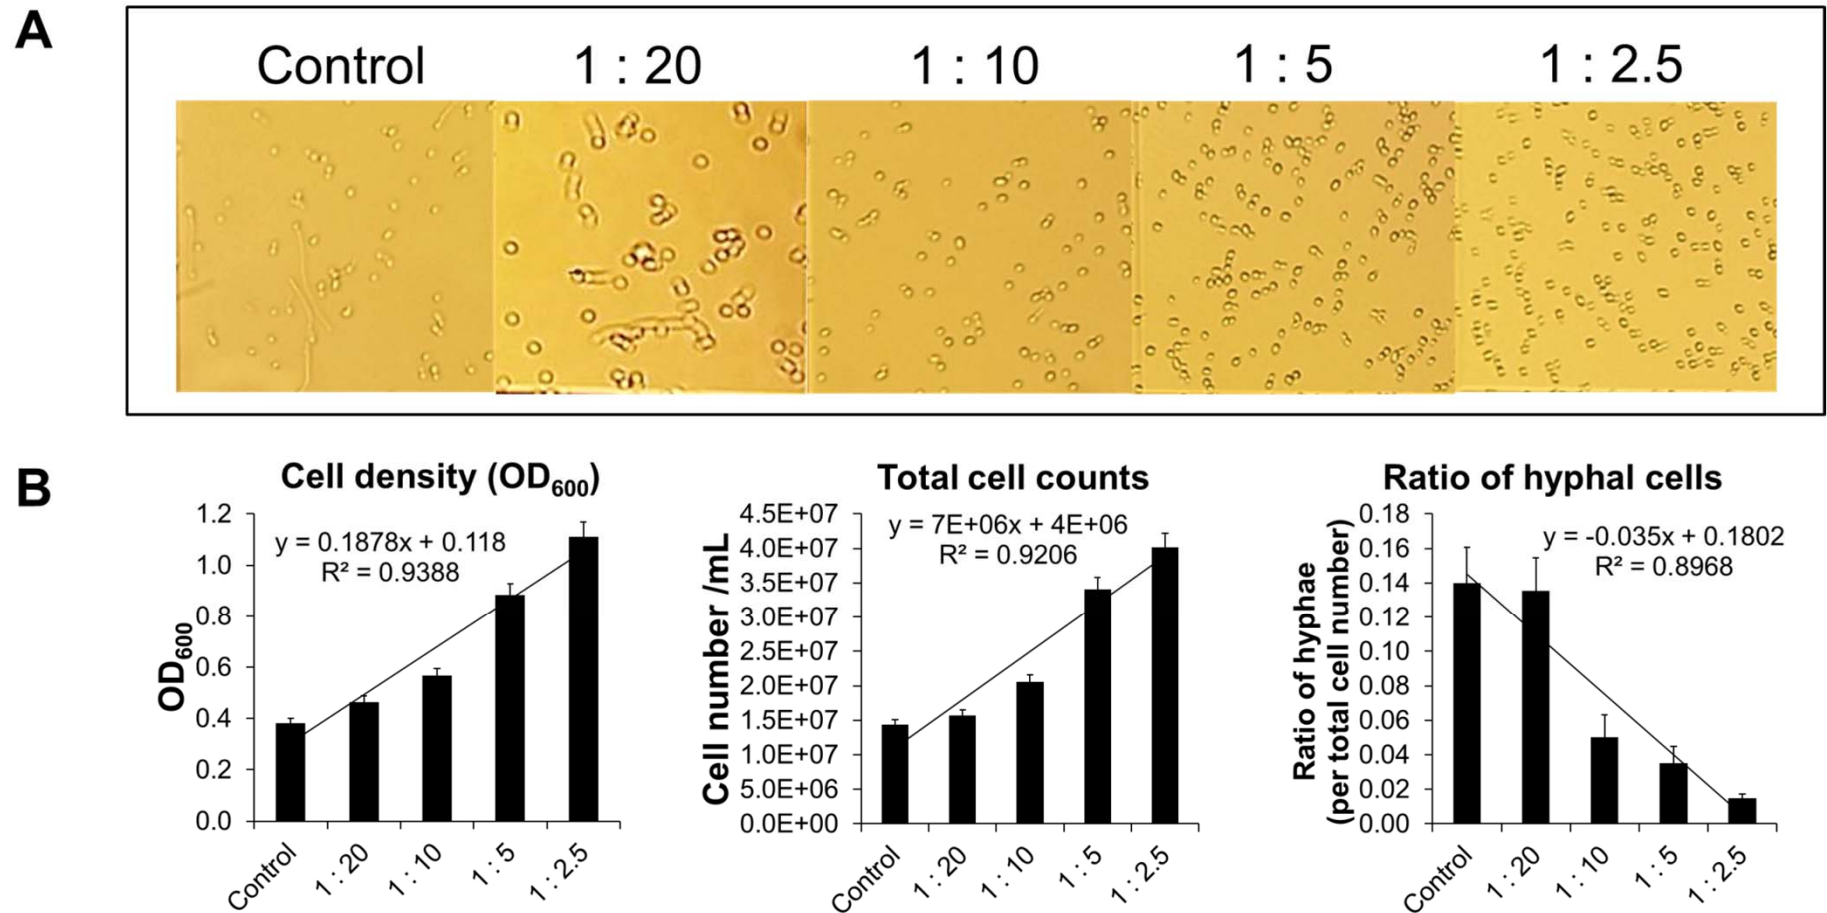 A
Control
1 : 20
1 : 10
1 : 5
1 : 2.5
B
Cell density (OD600)
y = 0.1878x + 0.118
R² = 0.9388
OD600
1.2
1.0
0.8
0.6
0.4
0.2
0.0
Control
1 : 20
1 : 10
1 : 5
1 : 2.5
Total cell counts
y = 7E+06x + 4E+06
R² = 0.9206
Cell number /mL
4.5E+07
4.0E+07
3.5E+07
3.0E+07
2.5E+07
2.0E+07
1.5E+07
1.0E+07
5.0E+06
0.0E+00
Control
1 : 20
1 : 10
1 : 5
1 : 2.5
Ratio of hyphal cells
y = -0.035x + 0.1802
R² = 0.8968
Ratio of hyphae
(per total cell number)
0.18
0.16
0.14
0.12
0.10
0.08
0.06
0.04
0.02
0.00
Control
1 : 20
1 : 10
1 : 5
1 : 2.5